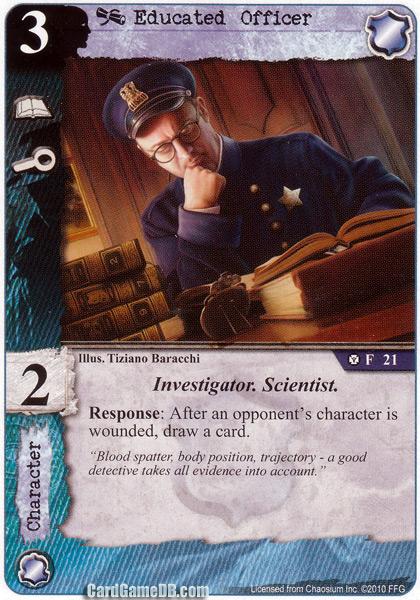 3
Educated Officer
Illus. Tiziano Baracchi
F 21
2
Investigator. Scientist.
Response: After an opponent's character is
wounded, draw a card.
"Blood spatter, body position, trajectory - a good
detective takes all evidence into account."
Character
Licensed from Chaosium Inc. ©2010 FFG
CardGameDB.com